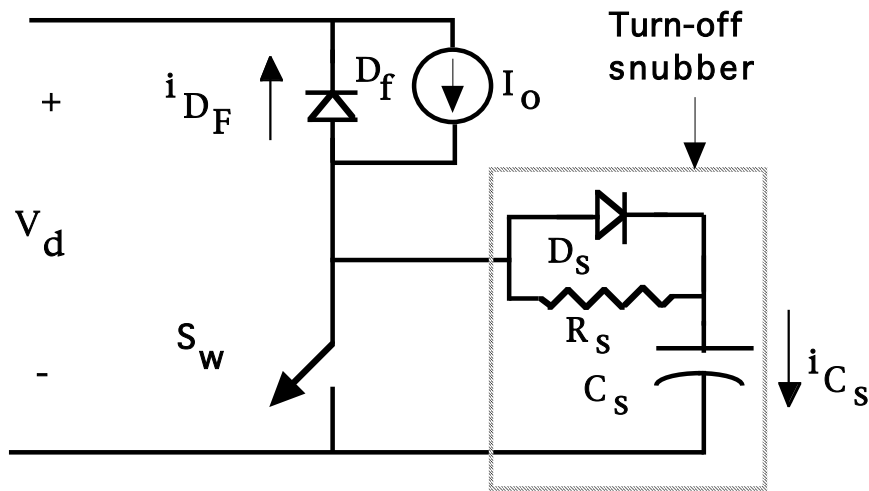 Turn-off
snubber
i D F
D f
I o
+
V d
-
S w
D s
R s
C s
i C s